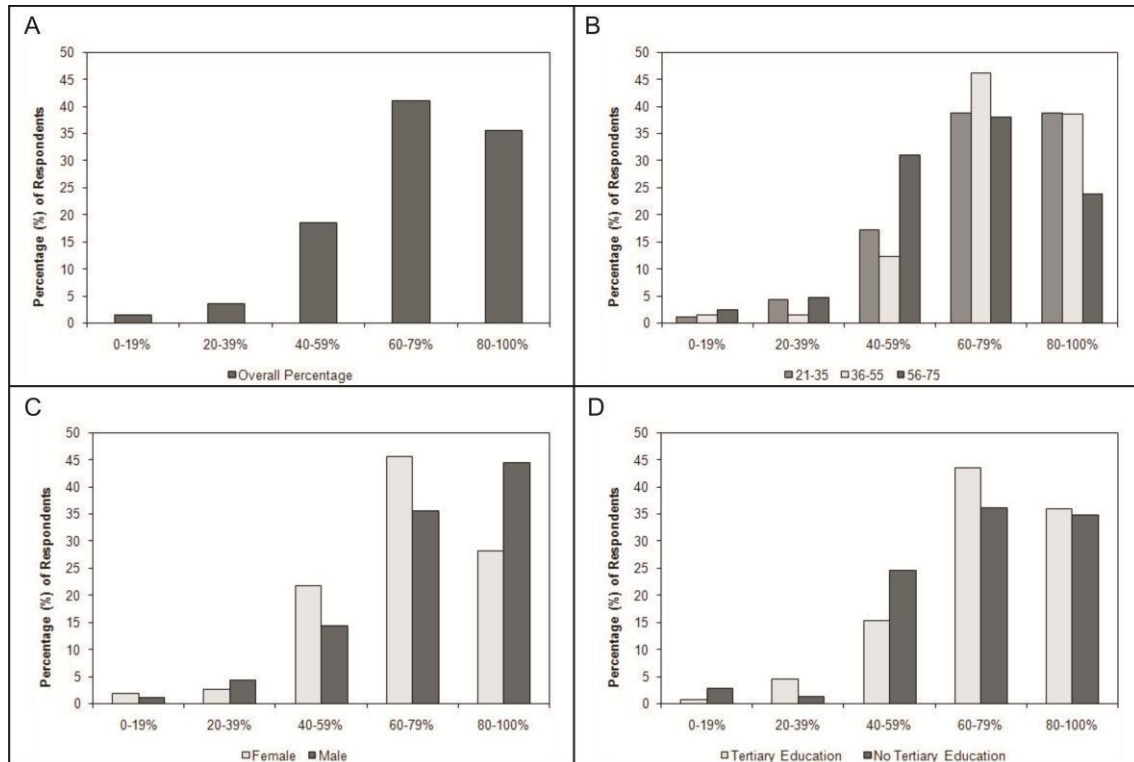 A
Percentage (%) of Respondents
50
45
40
35
30
25
20
15
10
5
0
0-19% 20-39% 40-59% 60-79% 80-100%
Overall Percentage
B
Percentage (%) of Respondents
50
45
40
35
30
25
20
15
10
5
0
0-19% 20-39% 40-59% 60-79% 80-100%
21-35 36-55 56-75
C
Percentage (%) of Respondents
50
45
40
35
30
25
20
15
10
5
0
0-19% 20-39% 40-59% 60-79% 80-100%
Female Male
D
Percentage (%) of Respondents
50
45
40
35
30
25
20
15
10
5
0
0-19% 20-39% 40-59% 60-79% 80-100%
Tertiary Education No Tertiary Education